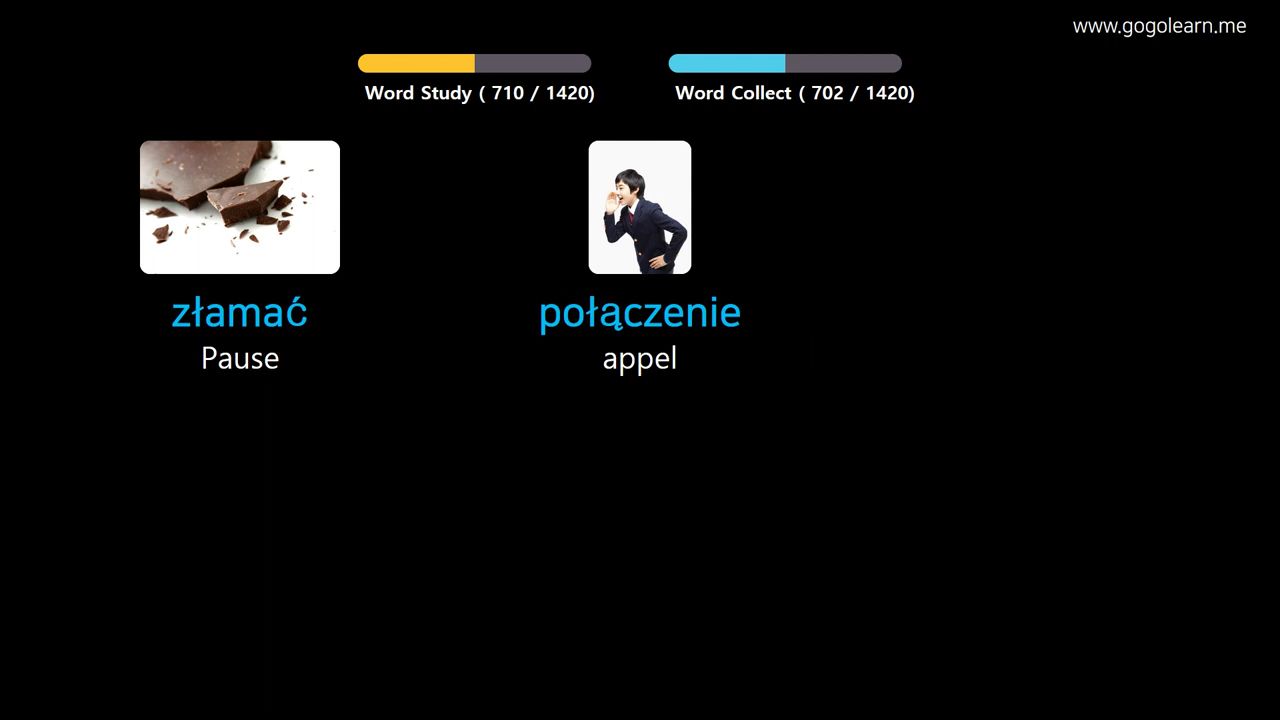 www.gogolearn.me
Word Study ( 710 / 1420)
Word Collect ( 702 / 1420)
złamać
Pause
połączenie
appel